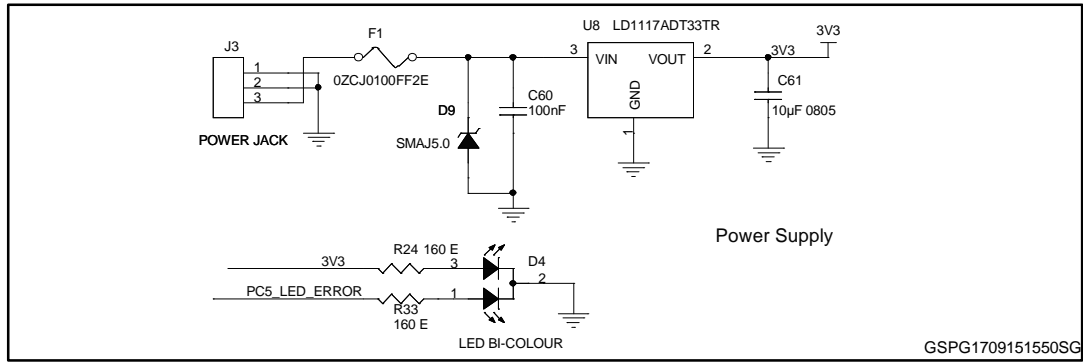 U8 LD1117ADT33TR
3V3
J3
F1
3
VIN
VOUT
2
3V3
1
2
3
0ZCJ0100FF2E
GND
1
C60
100nF
C61
10µF 0805
D9
SMAJ5.0
POWER JACK
Power Supply
R24 160 E
3V3
3
D4
2
PC5_LED_ERROR
1
R33
160 E
LED BI-COLOUR
GSPG1709151550SG